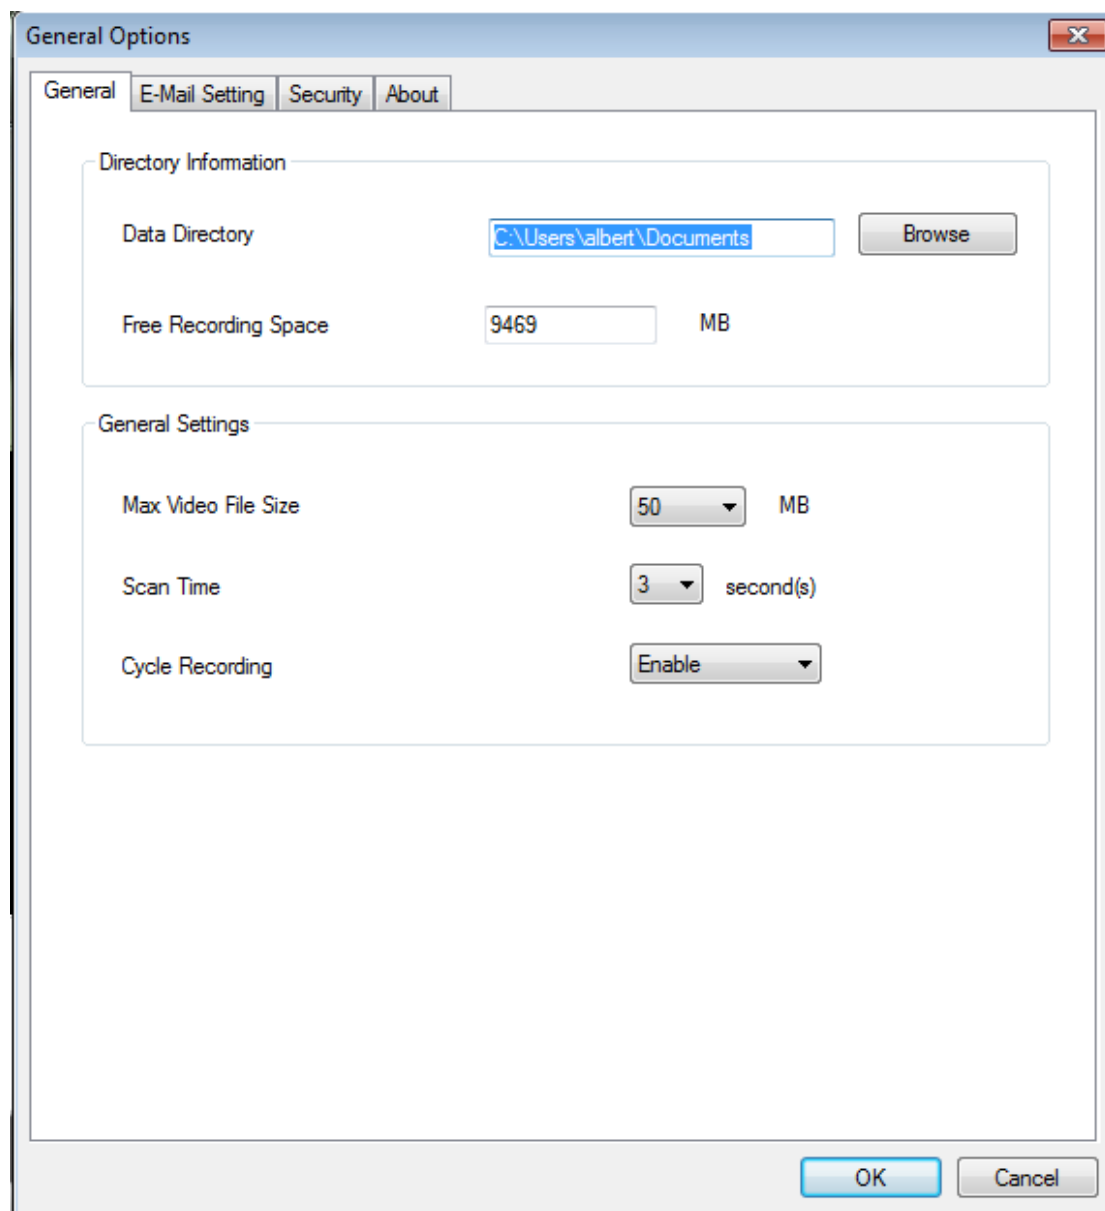 General Options
General E-Mail Setting Security About
Directory Information
Data Directory C:\Users\albert\Documents Browse
Free Recording Space 9469 MB
General Settings
Max Video File Size 50 MB
Scan Time 3 second(s)
Cycle Recording Enable
OK Cancel